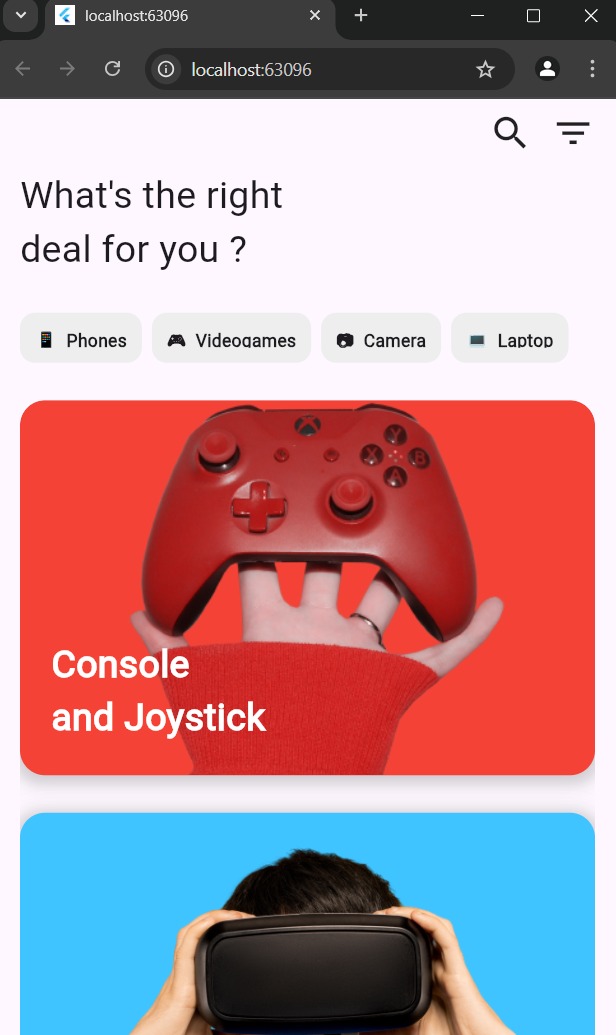 localhost:63096
localhost:63096
What's the right
deal for you ?
Phones Videogames Camera Laptop
Y
X B
A
Console
and Joystick